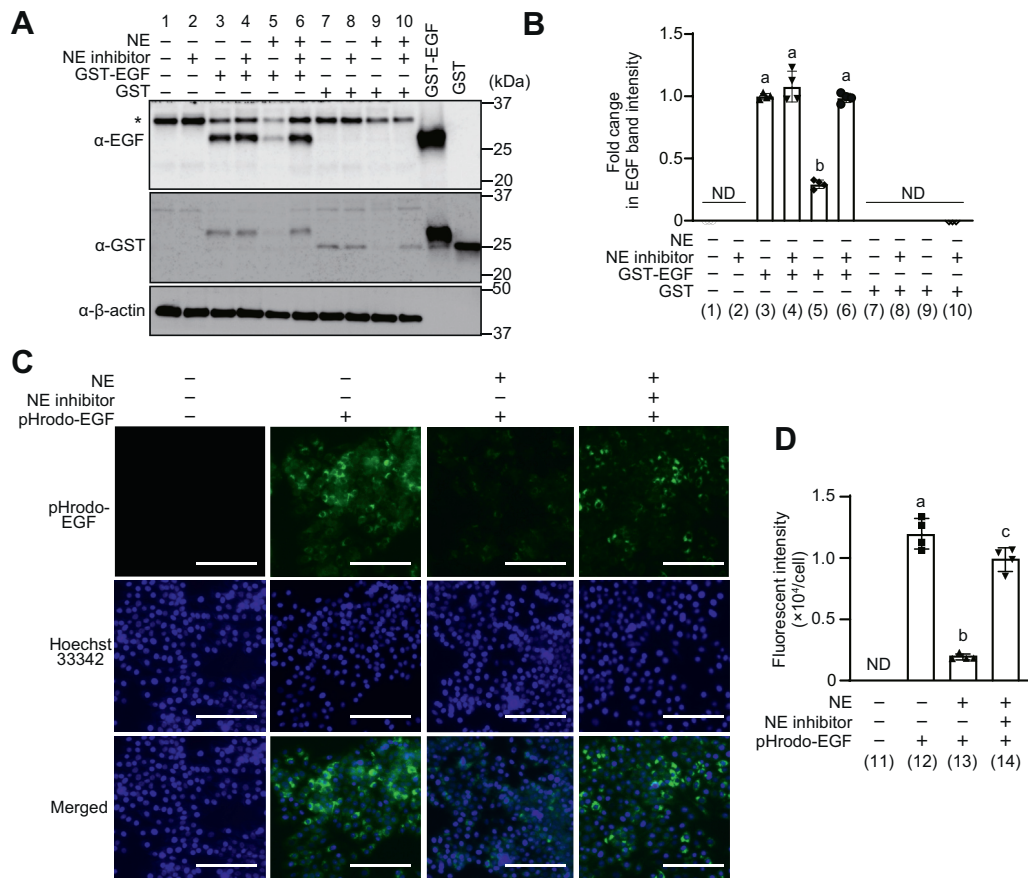 A
1 2 3 4 5 6 7 8 9 10
NE − − − − + + − − + +
NE inhibitor − + − + − + − + − +
GST-EGF − − + + + + − − − −
GST − − − − − − + + + +
GST-EGF
GST
(kDa)
*
α-EGF
37
25
20
α-GST
37
25
20
α-β-actin
50
37
B
Fold cange
in EGF band intensity
1.5
1.0
0.5
0
ND
a
a
b
a
ND
NE − − − − + + − − + +
NE inhibitor − + − + − + − + − +
GST-EGF − − + + + + − − − −
GST − − − − − − + + + +
(1) (2) (3) (4) (5) (6) (7) (8) (9) (10)
C
NE − − + +
NE inhibitor − − − +
pHrodo-EGF − + + +
pHrodo-
EGF
Hoechst
33342
Merged
D
Fluorescent intensity
(×10⁴/cell)
1.5
1.0
0.5
0
ND
a
b
c
NE − − + +
NE inhibitor − − − +
pHrodo-EGF − + + +
(11) (12) (13) (14)